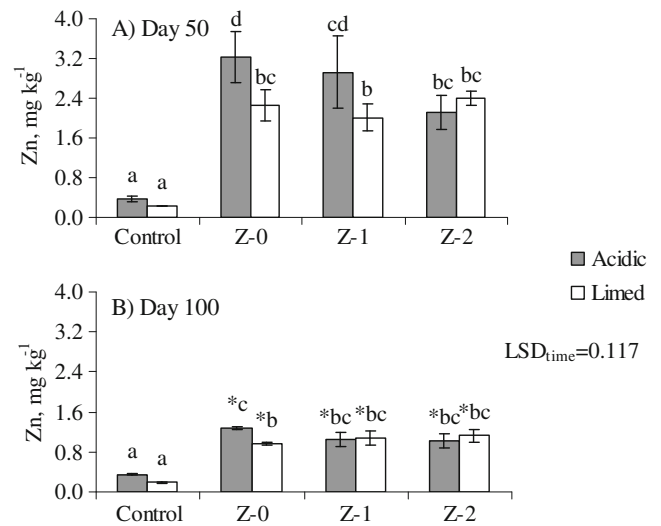 A) Day 50
Zn, mg kg-1
4.0
3.2
2.4
1.6
0.8
0.0
a a d bc cd b bc bc
Control Z-0 Z-1 Z-2
Acidic
Limed
LSDtime=0.117
B) Day 100
Zn, mg kg-1
4.0
3.2
2.4
1.6
0.8
0.0
a a *c *b *bc *bc *bc *bc
Control Z-0 Z-1 Z-2